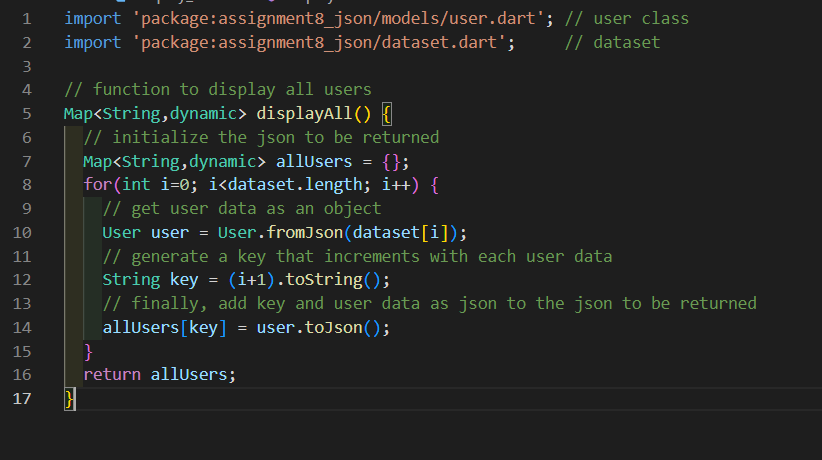 1 import 'package:assignment8_json/models/user.dart'; // user class
2 import 'package:assignment8_json/dataset.dart';     // dataset
3
4 // function to display all users
5 Map<String,dynamic> displayAll() {
6   // initialize the json to be returned
7   Map<String,dynamic> allUsers = {};
8   for(int i=0; i<dataset.length; i++) {
9     // get user data as an object
10     User user = User.fromJson(dataset[i]);
11     // generate a key that increments with each user data
12     String key = (i+1).toString();
13     // finally, add key and user data as json to the json to be returned
14     allUsers[key] = user.toJson();
15   }
16   return allUsers;
17 }